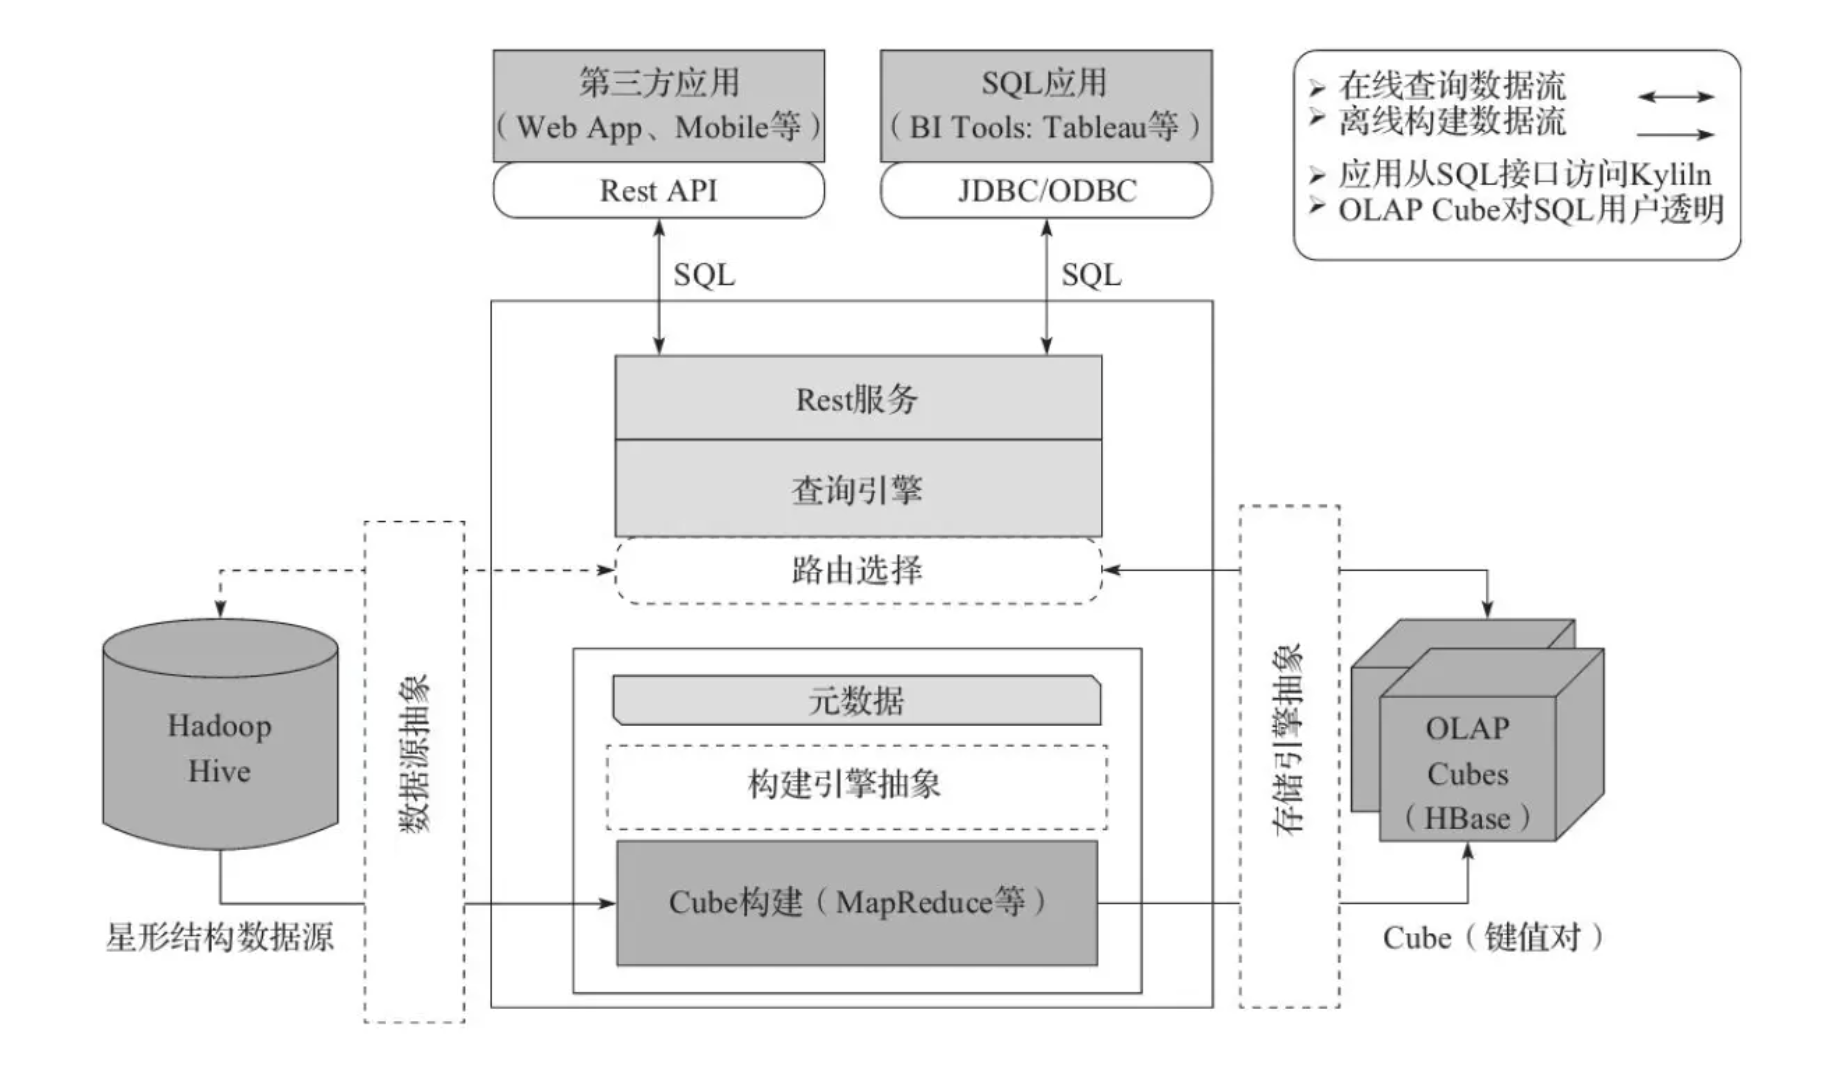 第三方应用
（Web App、Mobile等）
Rest API
SQL应用
（BI Tools: Tableau等）
JDBC/ODBC
在线查询数据流
离线构建数据流
应用从SQL接口访问Kyliln
OLAP Cube对SQL用户透明
SQL
SQL
Rest服务
查询引擎
路由选择
数据源抽象
Hadoop
Hive
星形结构数据源
元数据
构建引擎抽象
Cube构建（MapReduce等）
存储引擎抽象
OLAP
Cubes
（HBase）
Cube（键值对）